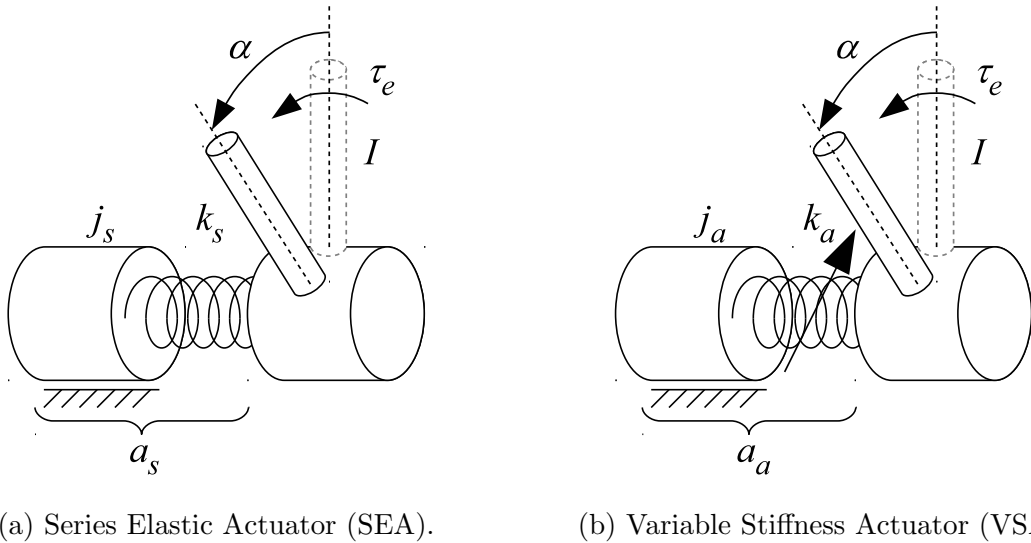 α
τe
I
js
ks
as
α
τe
I
ja
ka
aa
a) Series Elastic Actuator (SEA).
(b) Variable Stiffness Actuator (VS